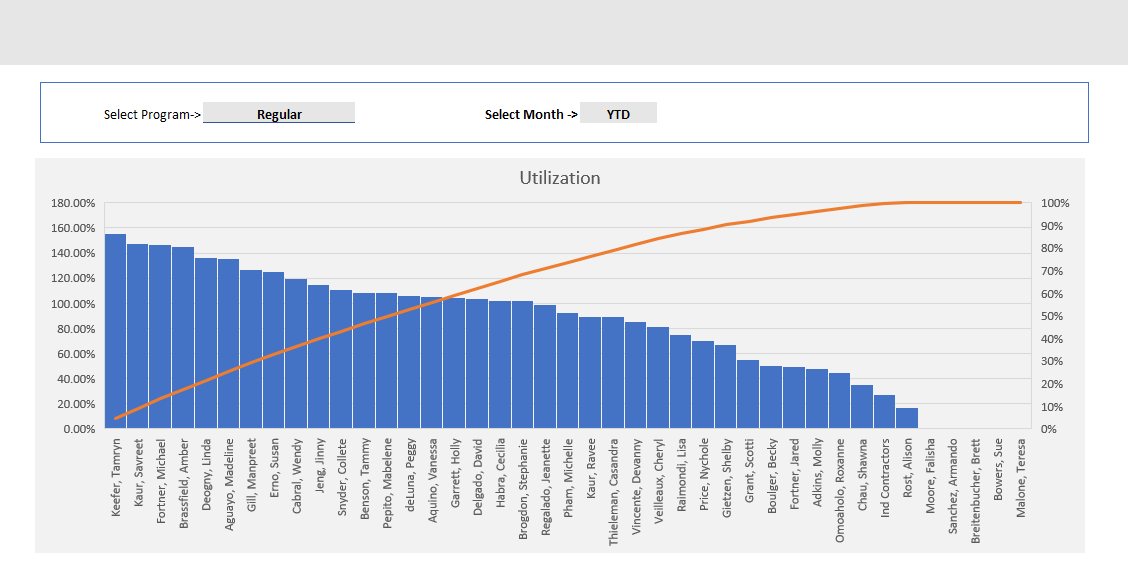 Select Program-> Regular Select Month -> YTD
Utilization
180.00%
160.00%
140.00%
120.00%
100.00%
80.00%
60.00%
40.00%
20.00%
0.00%
100%
90%
80%
70%
60%
50%
40%
30%
20%
10%
0%
Keefer, Tamryn
Kaur, Savreet
Fortner, Michael
Brassfield, Amber
Deogny, Linda
Aguayo, Madeline
Gill, Manpreet
Erno, Susan
Cabral, Wendy
Jeng, Jinny
Snyder, Collete
Benson, Tammy
Pepito, Mabelene
deLuna, Peggy
Aquino, Vanessa
Garrett, Holly
Delgado, David
Habra, Cecilia
Brogdon, Stephanie
Regalado, Jeanette
Pham, Michelle
Kaur, Ravee
Thieleman, Casandra
Vincente, Devanny
Veilleaux, Cheryl
Raimondi, Lisa
Price, Nychole
Gietzen, Shelby
Grant, Scotti
Boulger, Becky
Fortner, Jared
Adkins, Molly
Omoaholo, Roxanne
Chau, Shawna
Ind Contractors
Rost, Alison
Moore, Failisha
Sanchez, Armando
Breitenbucher, Brett
Bowers, Sue
Malone, Teresa